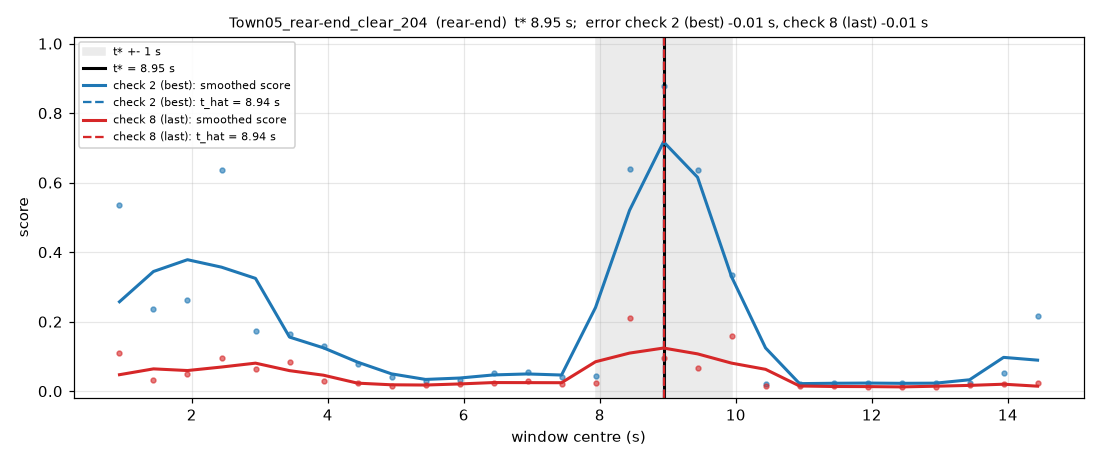 Town05_rear-end_clear_204  (rear-end)  t* 8.95 s;  error check 2 (best) -0.01 s, check 8 (last) -0.01 s
t* +- 1 s
t* = 8.95 s
check 2 (best): smoothed score
check 2 (best): t_hat = 8.94 s
check 8 (last): smoothed score
check 8 (last): t_hat = 8.94 s
score
1.0
0.8
0.6
0.4
0.2
0.0
2 4 6 8 10 12 14
window centre (s)